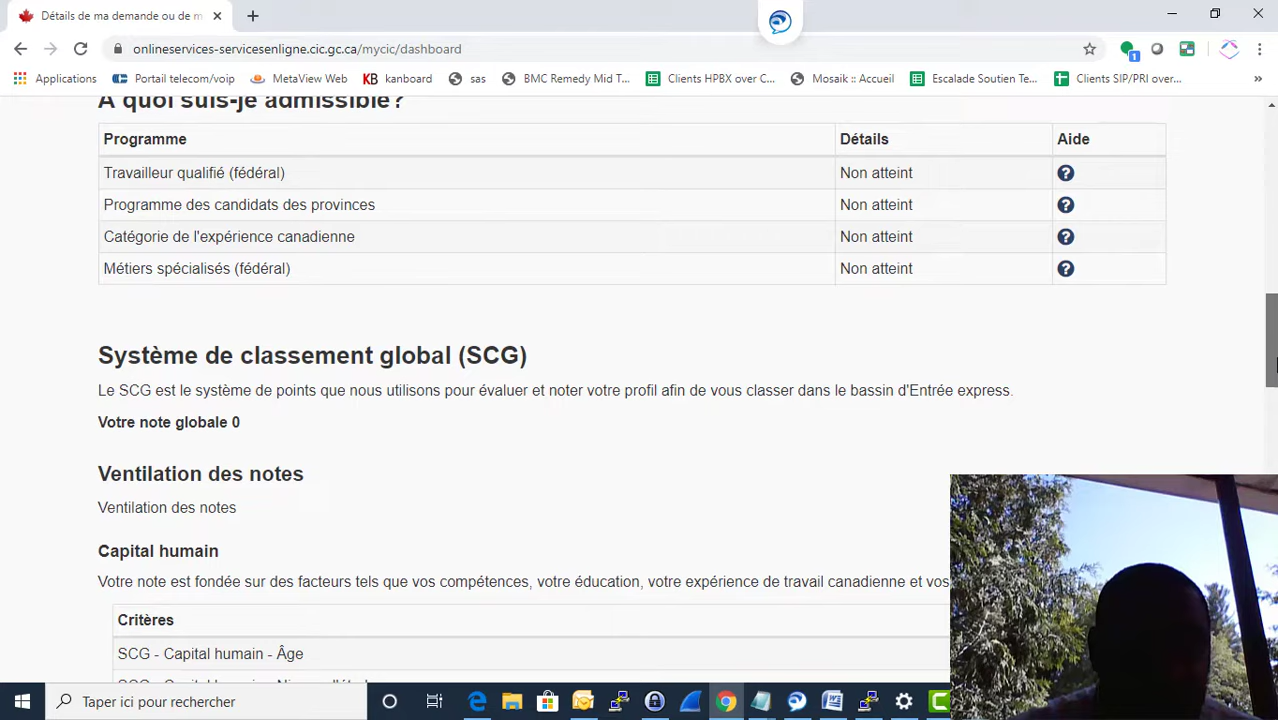 Détails de ma demande ou de m
onlineservices-servicesenligne.cic.gc.ca/mycic/dashboard
Applications Portail telecom/voip MetaView Web KB kanboard sas BMC Remedy Mid T... Clients HPBX over C... Mosaik :: Accueil Escalade Soutien Te... Clients SIP/PRI over... »
À quoi suis-je admissible?
Programme Détails Aide
Travailleur qualifié (fédéral) Non atteint ?
Programme des candidats des provinces Non atteint ?
Catégorie de l'expérience canadienne Non atteint ?
Métiers spécialisés (fédéral) Non atteint ?
Système de classement global (SCG)
Le SCG est le système de points que nous utilisons pour évaluer et noter votre profil afin de vous classer dans le bassin d'Entrée express.
Votre note globale 0
Ventilation des notes
Ventilation des notes
Capital humain
Votre note est fondée sur des facteurs tels que vos compétences, votre éducation, votre expérience de travail canadienne et vos
Critères
SCG - Capital humain - Âge
Taper ici pour rechercher